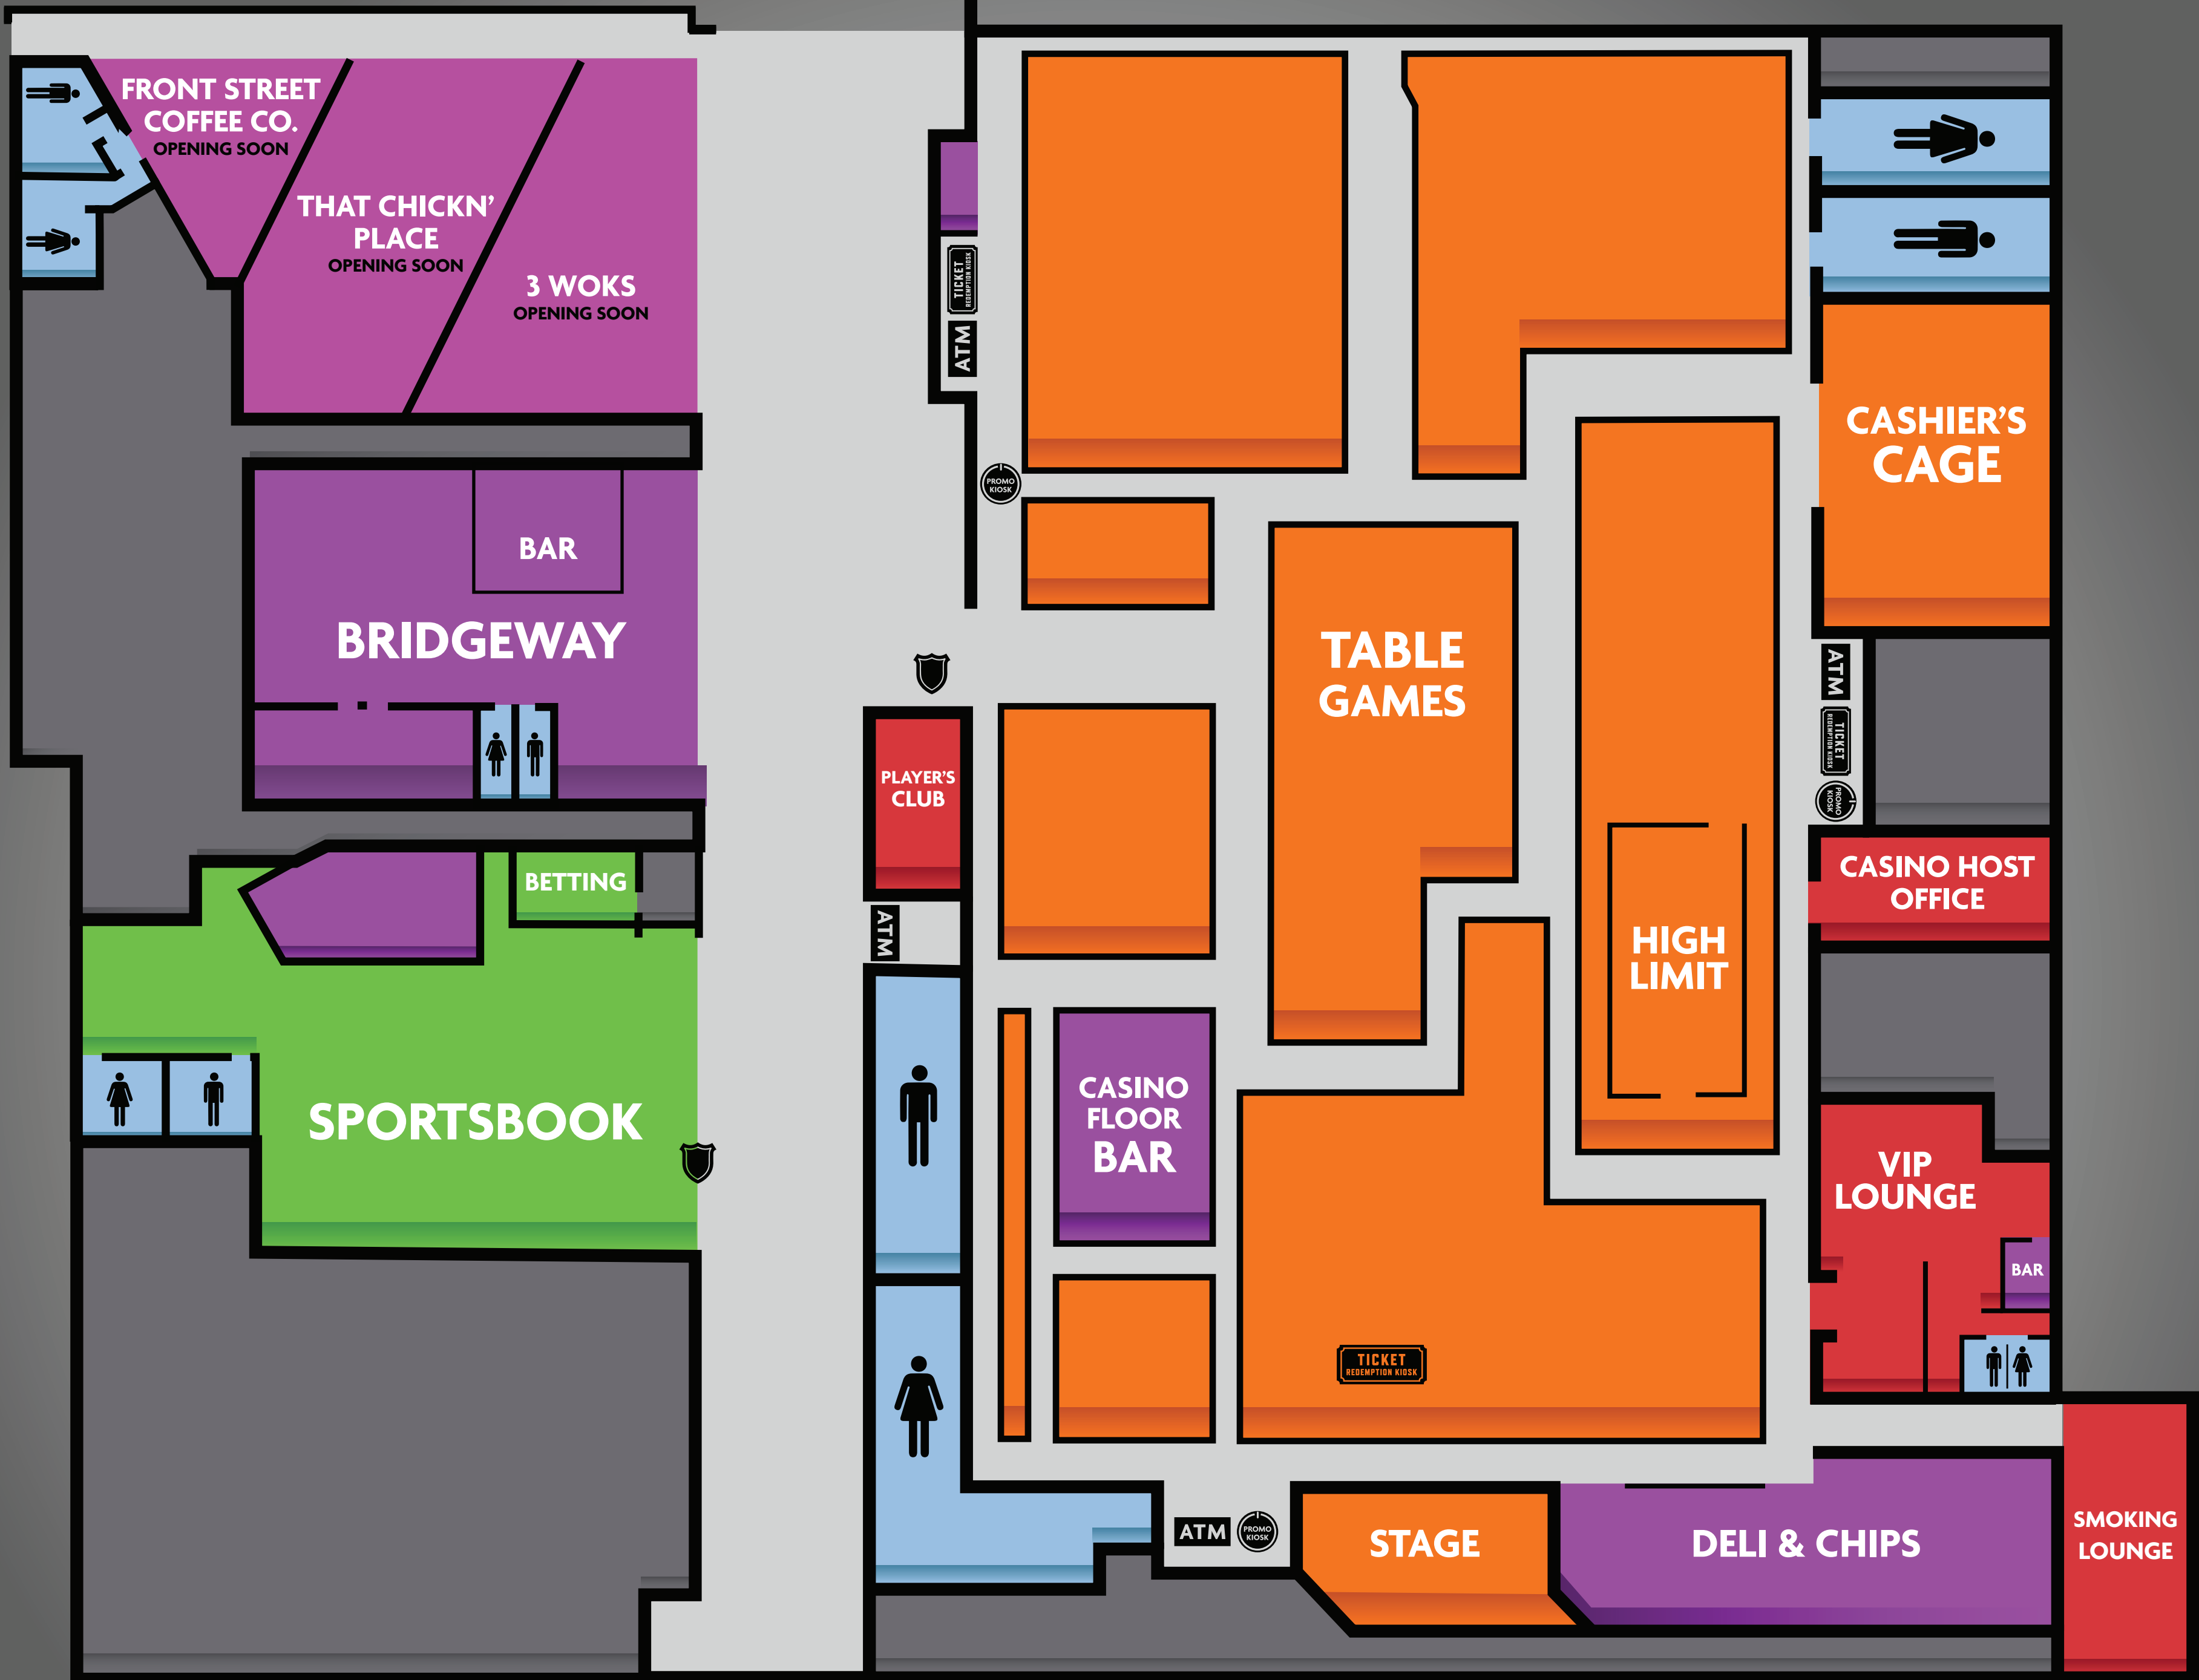 FRONT STREET
COFFEE CO.
OPENING SOON
THAT CHICKN'
PLACE
OPENING SOON
3 WOKS
OPENING SOON
TICKET
REDEMPTION KIOSK
ATM
PROMO
KIOSK
CASHIER'S
CAGE
BAR
BRIDGEWAY
TABLE
GAMES
ATM
TICKET
REDEMPTION KIOSK
PROMO
KIOSK
PLAYER'S
CLUB
BETTING
CASINO HOST
OFFICE
ATM
HIGH
LIMIT
SPORTSBOOK
CASINO
FLOOR
BAR
VIP
LOUNGE
BAR
TICKET
REDEMPTION KIOSK
ATM
PROMO
KIOSK
STAGE
DELI & CHIPS
SMOKING
LOUNGE